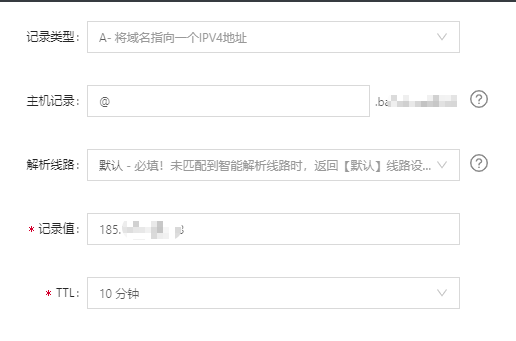 记录类型：
A- 将域名指向一个IPV4地址
主机记录：
@
.ba
解析线路：
默认 - 必填！未匹配到智能解析线路时，返回【默认】线路设...
* 记录值：
185.
* TTL：
10 分钟